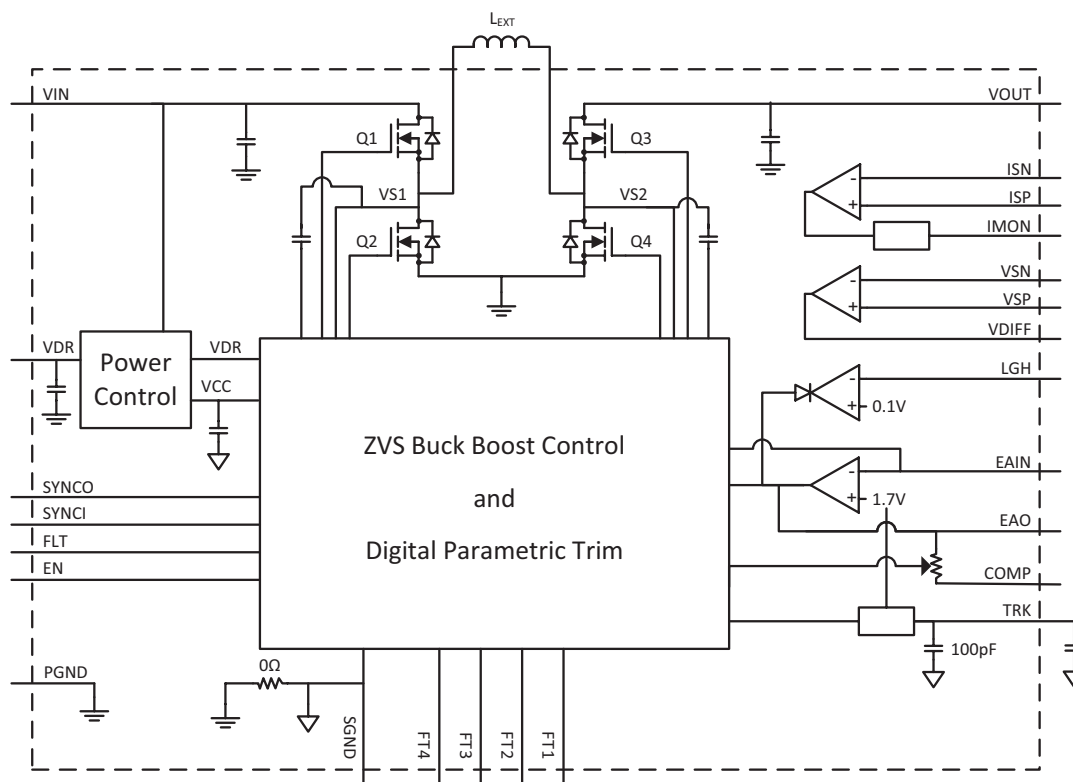 LEXT
VIN
VOUT
Q1
Q3
ISN
ISP
VS1
VS2
IMON
Q2
Q4
VSN
VSP
VDIFF
VDR
Power
Control
VDR
VCC
LGH
0.1V
ZVS Buck Boost Control
and
Digital Parametric Trim
EAIN
1.7V
SYNCO
SYNCI
FLT
EN
EAO
COMP
TRK
100pF
PGND
0Ω
SGND
FT4
FT3
FT2
FT1